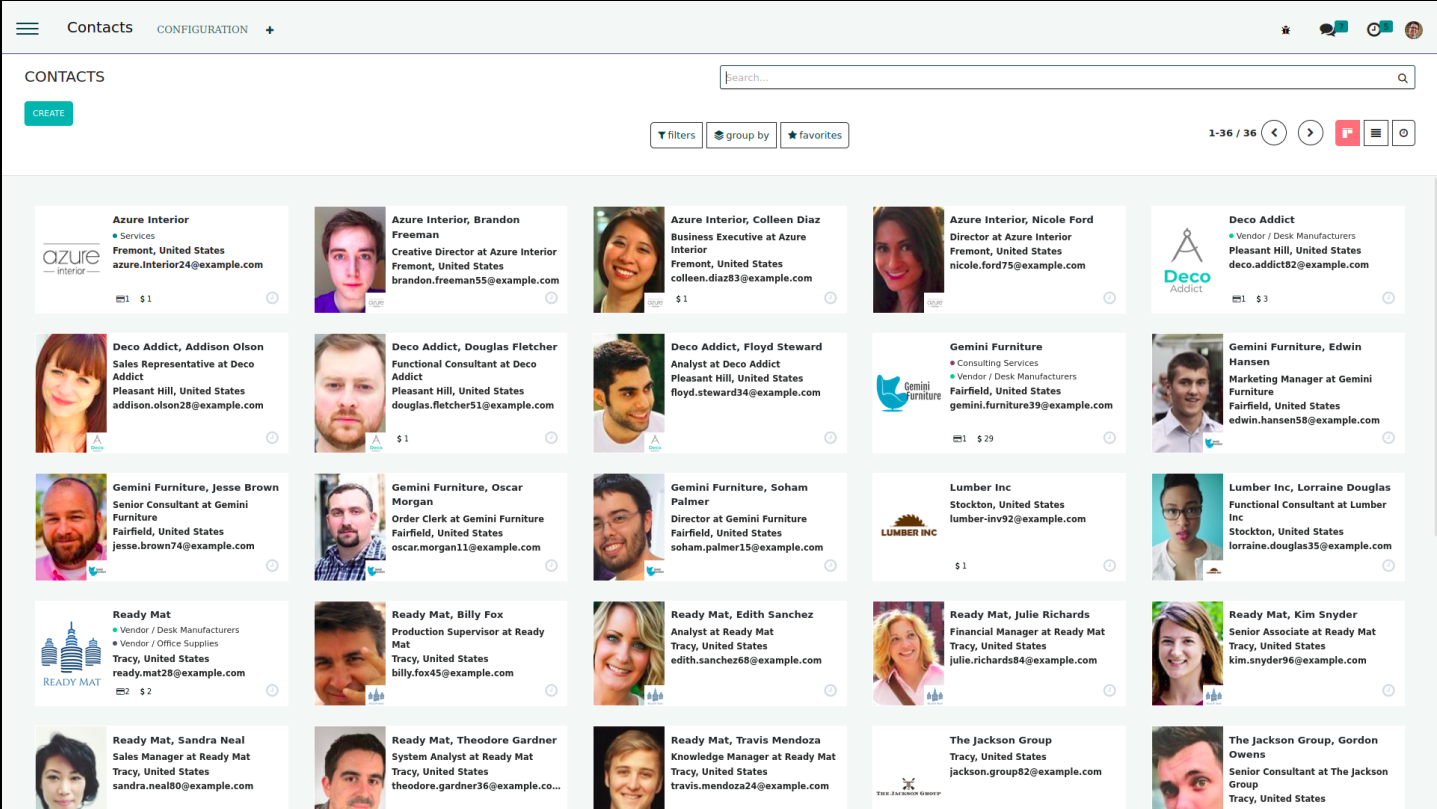 Contacts CONFIGURATION + 7 5
CONTACTS Search...
CREATE
filters group by favorites 1-36 / 36
azure interior
Azure Interior
Services
Fremont, United States
azure.Interior24@example.com
1 $ 1
Azure Interior, Brandon
Freeman
Creative Director at Azure Interior
Fremont, United States
brandon.freeman55@example.com
azure
Azure Interior, Colleen Diaz
Business Executive at Azure
Interior
Fremont, United States
colleen.diaz83@example.com
$ 1
azure
Azure Interior, Nicole Ford
Director at Azure Interior
Fremont, United States
nicole.ford75@example.com
azure
Deco
Addict
Deco Addict
Vendor / Desk Manufacturers
Pleasant Hill, United States
deco.addict82@example.com
1 $ 3
Deco Addict, Addison Olson
Sales Representative at Deco
Addict
Pleasant Hill, United States
addison.olson28@example.com
Deco
Deco Addict, Douglas Fletcher
Functional Consultant at Deco
Addict
Pleasant Hill, United States
douglas.fletcher51@example.com
$ 1
Deco
Deco Addict, Floyd Steward
Analyst at Deco Addict
Pleasant Hill, United States
floyd.steward34@example.com
Deco
Gemini
Furniture
Gemini Furniture
Consulting Services
Vendor / Desk Manufacturers
Fairfield, United States
gemini.furniture39@example.com
1 $ 29
Gemini Furniture, Edwin
Hansen
Marketing Manager at Gemini
Furniture
Fairfield, United States
edwin.hansen58@example.com
Gemini Furniture, Jesse Brown
Senior Consultant at Gemini
Furniture
Fairfield, United States
jesse.brown74@example.com
Gemini Furniture, Oscar
Morgan
Order Clerk at Gemini Furniture
Fairfield, United States
oscar.morgan11@example.com
Gemini Furniture, Soham
Palmer
Director at Gemini Furniture
Fairfield, United States
soham.palmer15@example.com
LUMBER INC
Lumber Inc
Stockton, United States
lumber-inv92@example.com
$ 1
Lumber Inc, Lorraine Douglas
Functional Consultant at Lumber
Inc
Stockton, United States
lorraine.douglas35@example.com
READY MAT
Ready Mat
Vendor / Desk Manufacturers
Vendor / Office Supplies
Tracy, United States
ready.mat28@example.com
2 $ 2
Ready Mat, Billy Fox
Production Supervisor at Ready
Mat
Tracy, United States
billy.fox45@example.com
Ready Mat, Edith Sanchez
Analyst at Ready Mat
Tracy, United States
edith.sanchez68@example.com
Ready Mat, Julie Richards
Financial Manager at Ready Mat
Tracy, United States
julie.richards84@example.com
Ready Mat, Kim Snyder
Senior Associate at Ready Mat
Tracy, United States
kim.snyder96@example.com
Ready Mat, Sandra Neal
Sales Manager at Ready Mat
Tracy, United States
sandra.neal80@example.com
Ready Mat, Theodore Gardner
System Analyst at Ready Mat
Tracy, United States
theodore.gardner36@example.co...
Ready Mat, Travis Mendoza
Knowledge Manager at Ready Mat
Tracy, United States
travis.mendoza24@example.com
THE JACKSON GROUP
The Jackson Group
Tracy, United States
jackson.group82@example.com
The Jackson Group, Gordon
Owens
Senior Consultant at The Jackson
Group
Tracy, United States